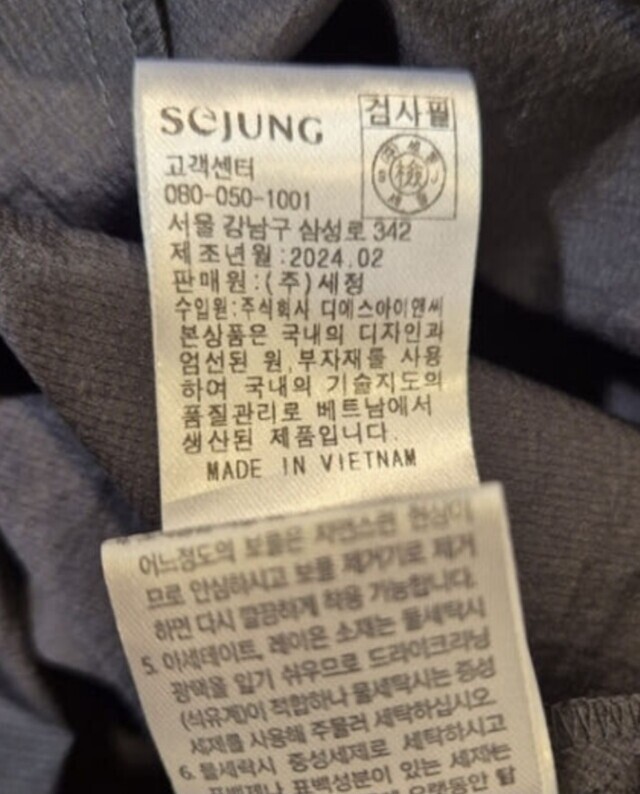 SeJUNG
검사필
檢
고객센터
080-050-1001
서울 강남구 삼성로 342
제조년월:2024.02
판매원:(주)세정
수입원:주식회사 디에스아이앤씨
본상품은 국내의 디자인과
엄선된 원,부자재를 사용
하여 국내의 기술지도의
품질관리로 베트남에서
생산된 제품입니다.
MADE IN VIETNAM
어느정도의 보풀은 자연스런 현상이
므로 안심하시고 보풀 제거기로 제거
하면 다시 깔끔하게 착용 가능합니다.
5. 아세테이트, 레이온 소재는 물세탁시
광택을 잃기 쉬우므로 드라이크리닝
(석유계)이 적합하나 물세탁시는 중성
세제를 사용해 주물러 세탁하십시오
6. 물세탁시 중성세제로 세탁하시고
표백제나 표백성분이 있는 세제는